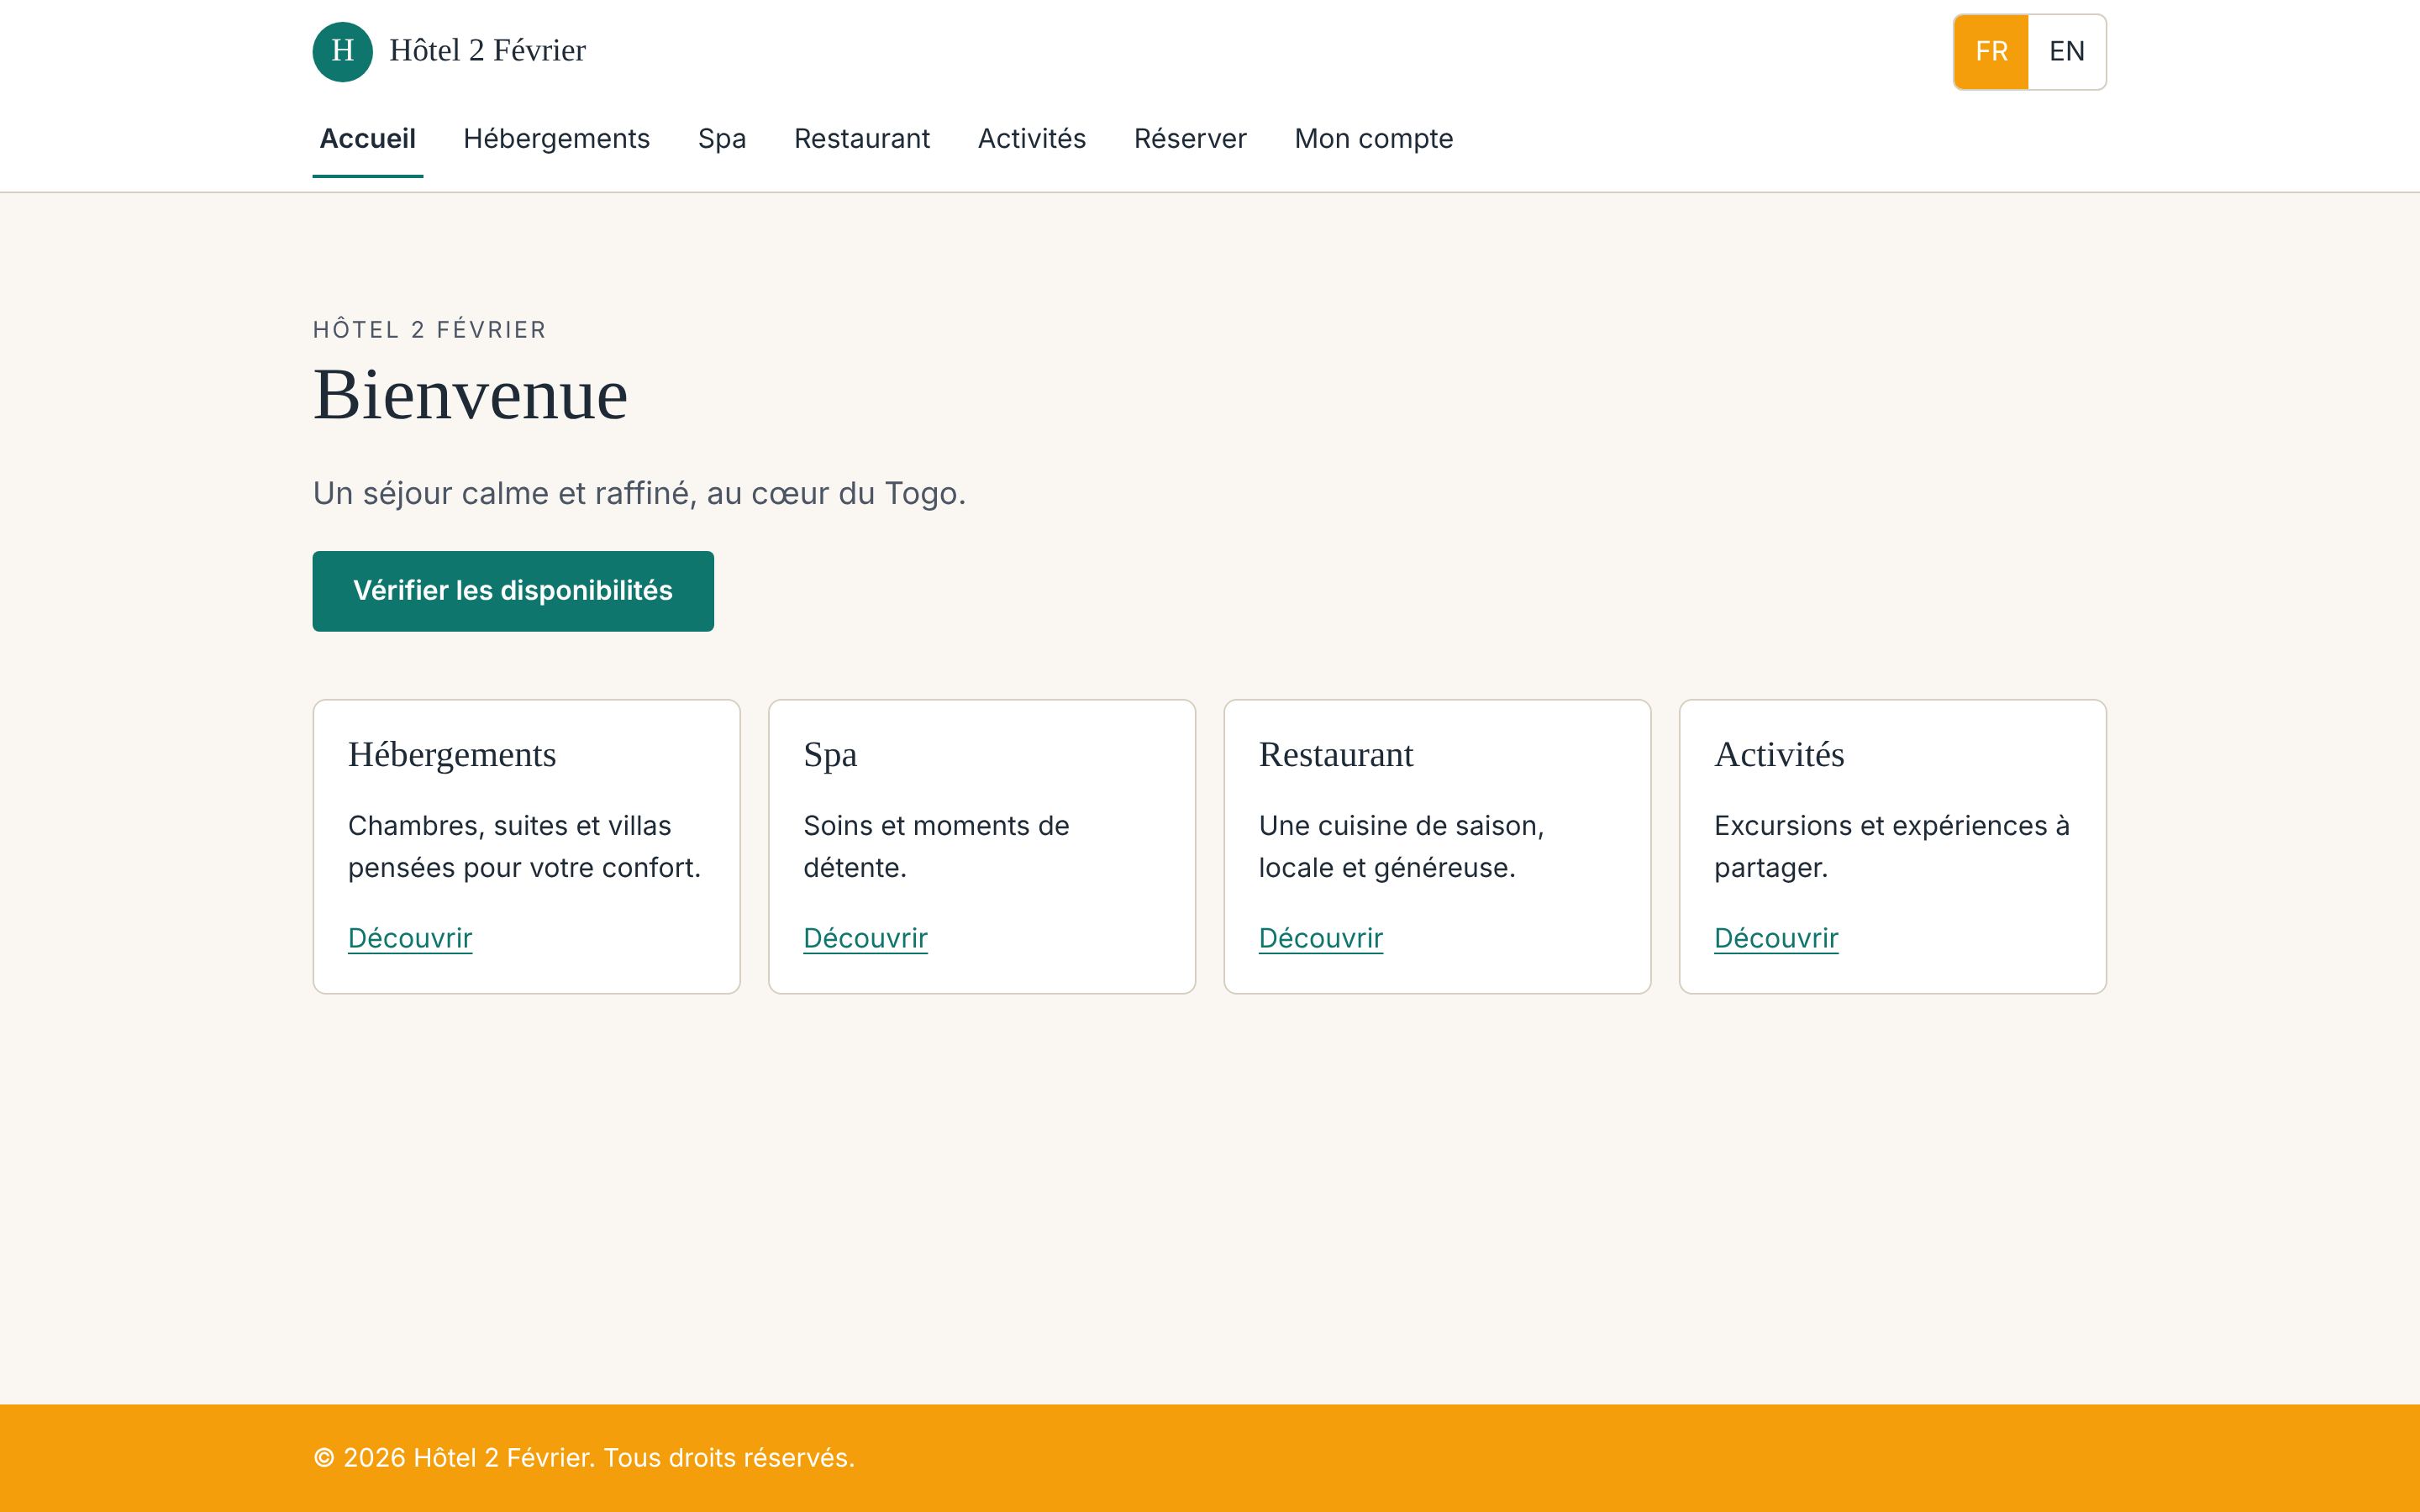 H Hôtel 2 Février
FR EN
Accueil Hébergements Spa Restaurant Activités Réserver Mon compte
HÔTEL 2 FÉVRIER
Bienvenue
Un séjour calme et raffiné, au cœur du Togo.
Vérifier les disponibilités
Hébergements
Chambres, suites et villas
pensées pour votre confort.
Découvrir
Spa
Soins et moments de
détente.
Découvrir
Restaurant
Une cuisine de saison,
locale et généreuse.
Découvrir
Activités
Excursions et expériences à
partager.
Découvrir
© 2026 Hôtel 2 Février. Tous droits réservés.